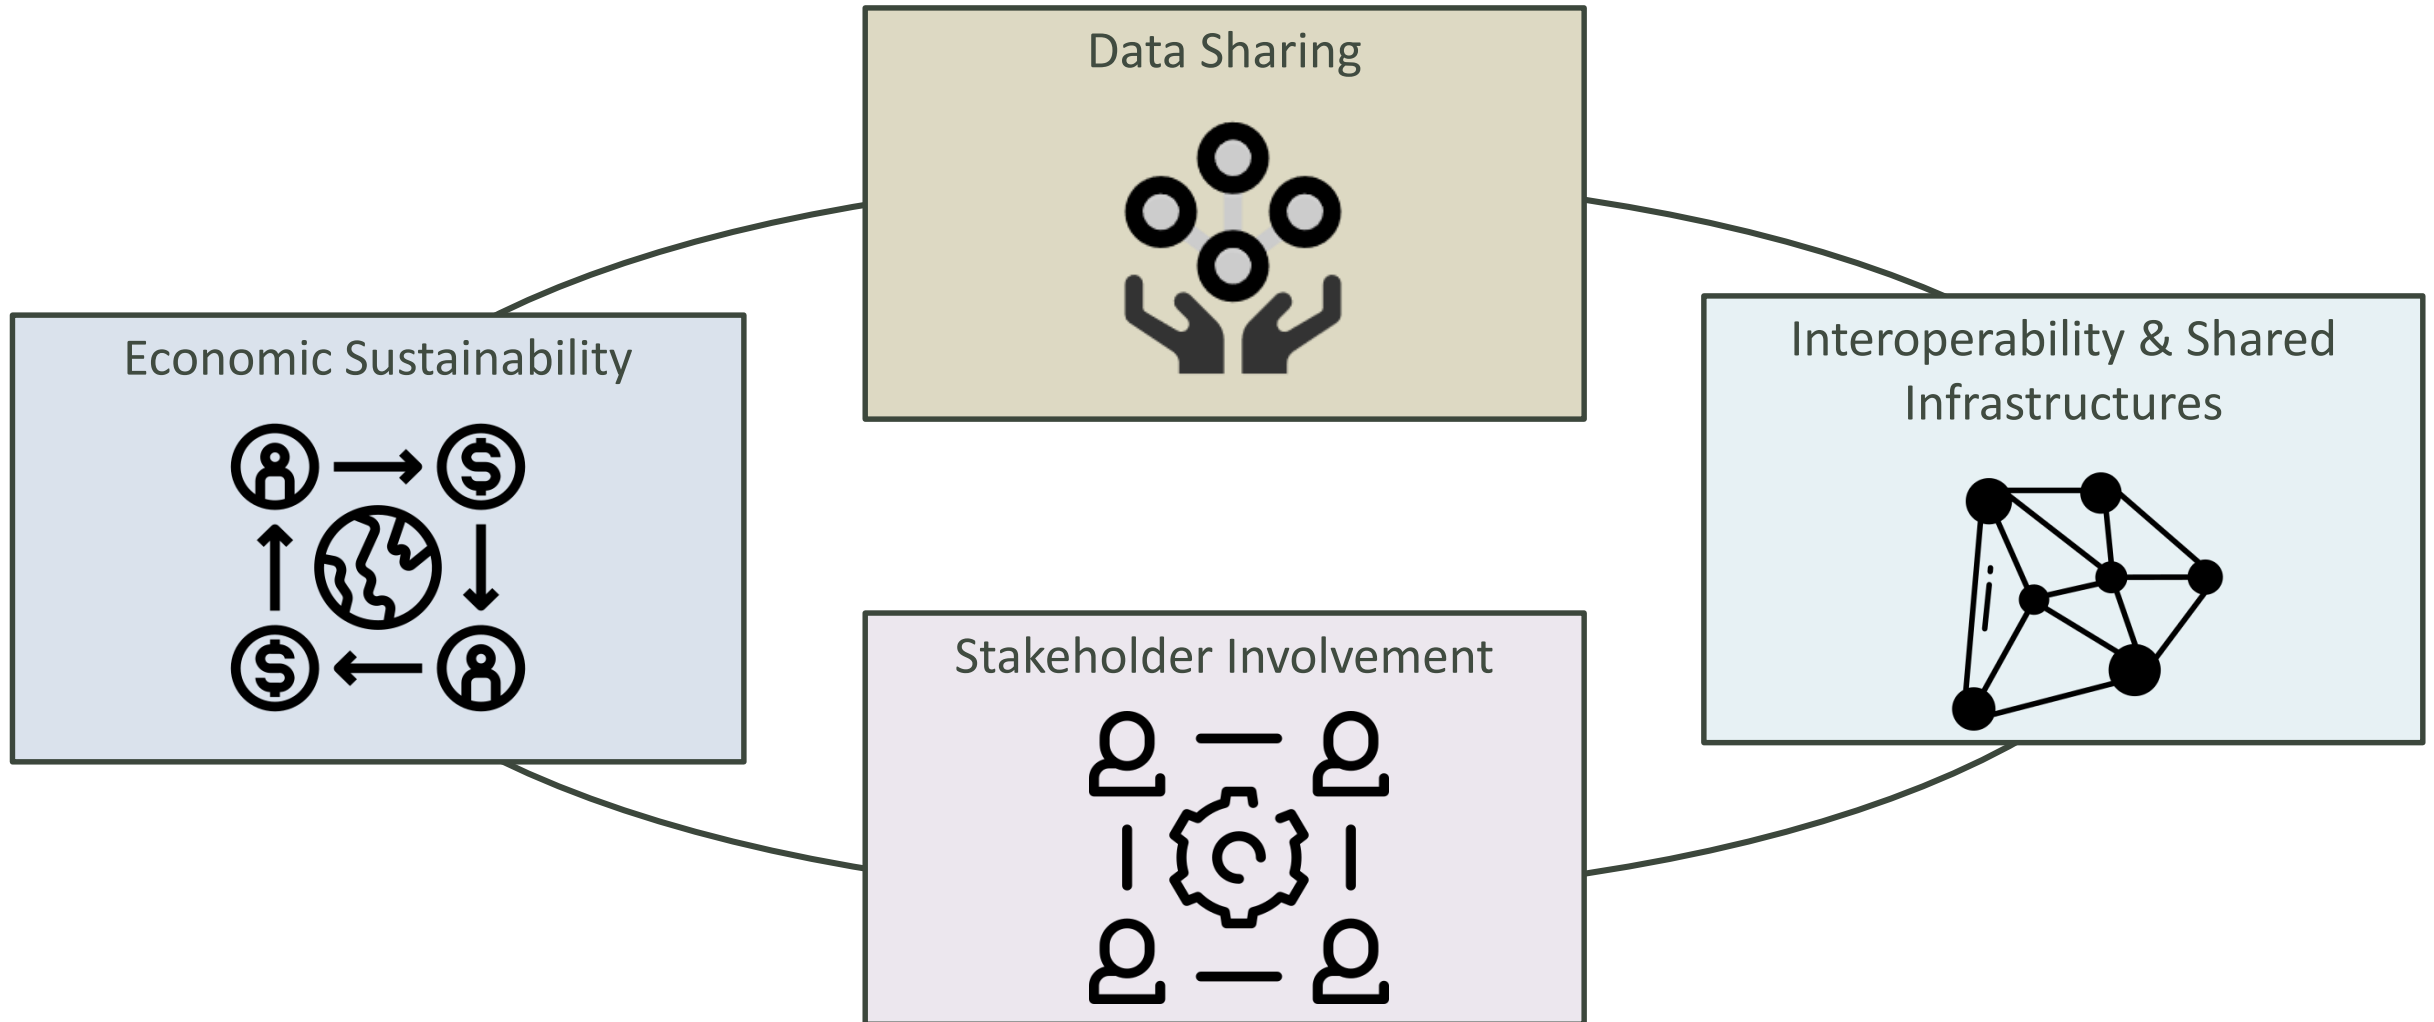 Data Sharing
Economic Sustainability
Interoperability & Shared
Infrastructures
Stakeholder Involvement